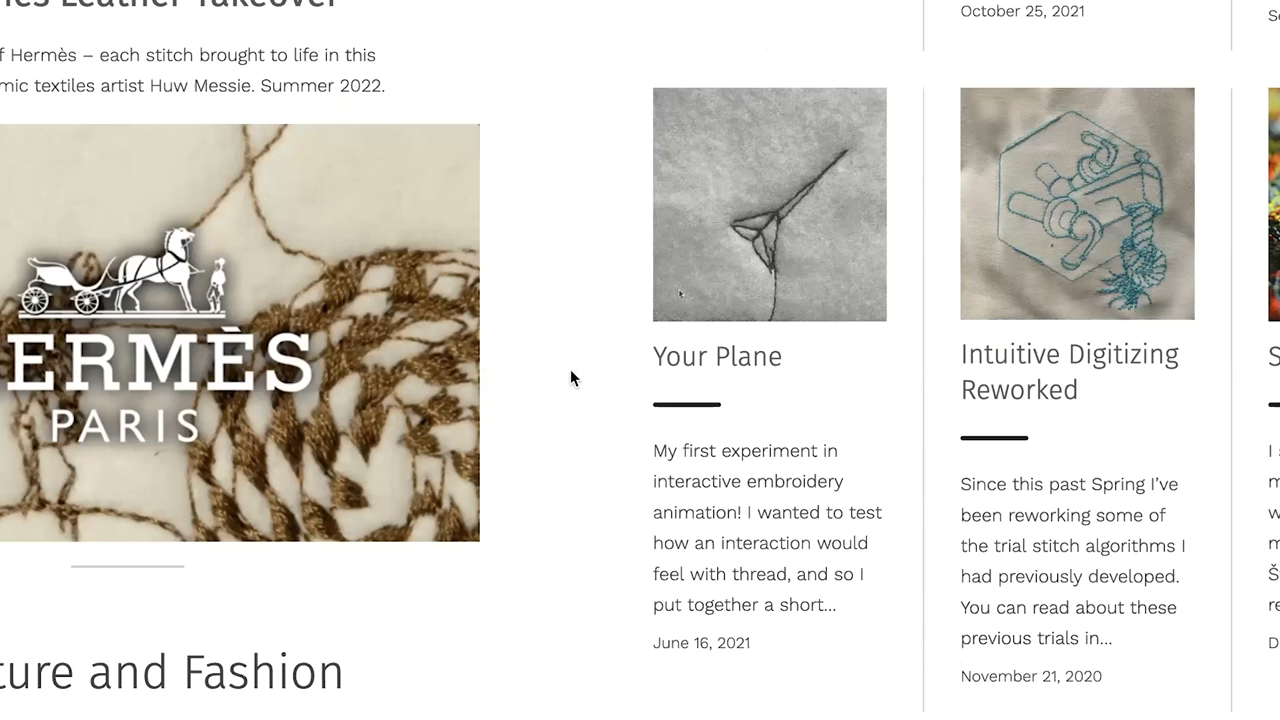 Leather Takeover
f Hermès – each stitch brought to life in this
mic textiles artist Huw Messie. Summer 2022.
ERMÈS
PARIS
ture and Fashion
October 25, 2021
Your Plane
My first experiment in
interactive embroidery
animation! I wanted to test
how an interaction would
feel with thread, and so I
put together a short...
June 16, 2021
Intuitive Digitizing
Reworked
Since this past Spring I've
been reworking some of
the trial stitch algorithms I
had previously developed.
You can read about these
previous trials in...
November 21, 2020